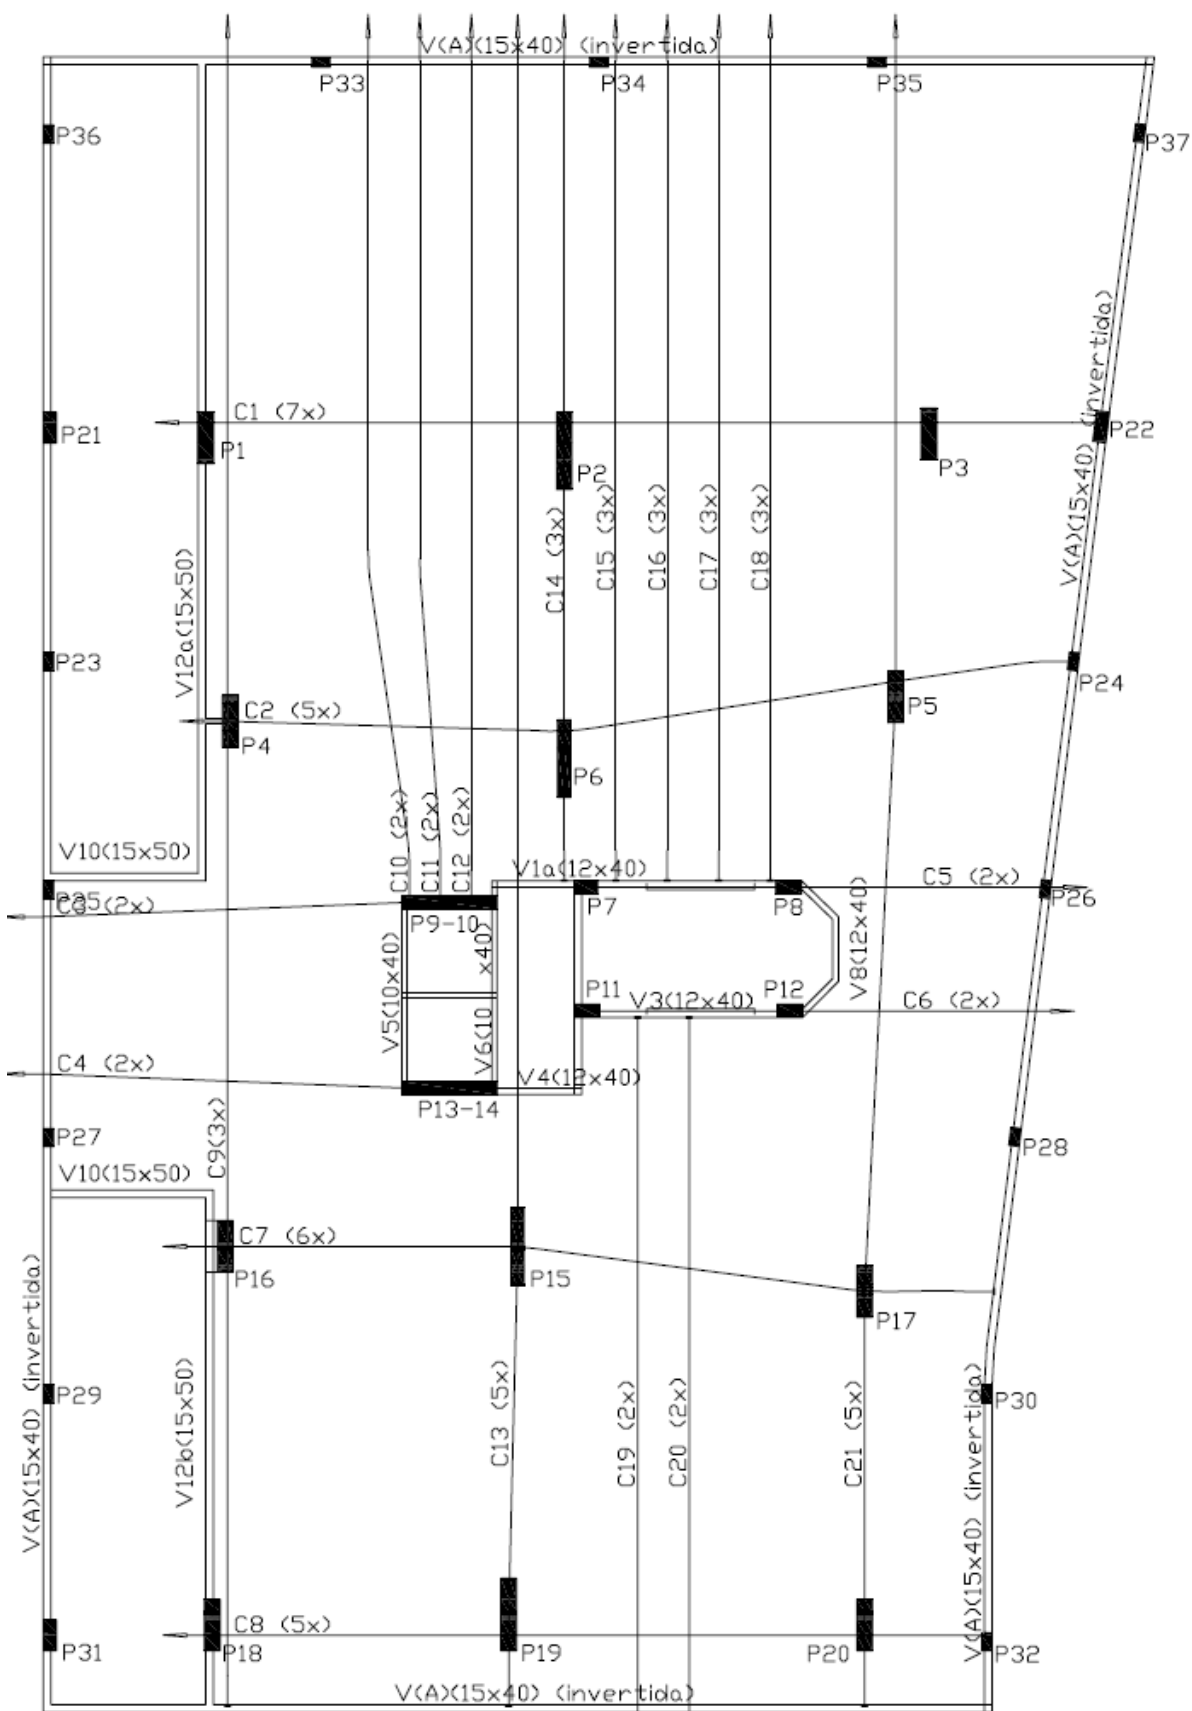 V(A)(15x40) (invertida)
P33
P34
P35
P36
P37
V(A)(15x40) (invertida)
C1 (7x)
P21
P1
P2
P3
P22
C14 (3x)
C15 (3x)
C16 (3x)
C17 (3x)
C18 (3x)
V12a(15x50)
P23
P24
C2 (5x)
P4
P5
P6
C10 (2x)
C11 (2x)
C12 (2x)
V10(15x50)
V1a(12x40)
C5 (2x)
P25
C3 (2x)
P7
P8
P26
P9-10
V5(10x40)
V6(10 x40)
V8(12x40)
P11
V3(12x40)
P12
C6 (2x)
C4 (2x)
V4(12x40)
P13-14
P27
P28
C9(3x)
V10(15x50)
C7 (6x)
P16
P15
P17
V(A)(15x40) (invertida)
P29
P30
V12b(15x50)
C13 (5x)
C19 (2x)
C20 (2x)
C21 (5x)
V(A)(15x40) (invertida)
C8 (5x)
P31
P18
P19
P20
P32
V(A)(15x40) (invertida)